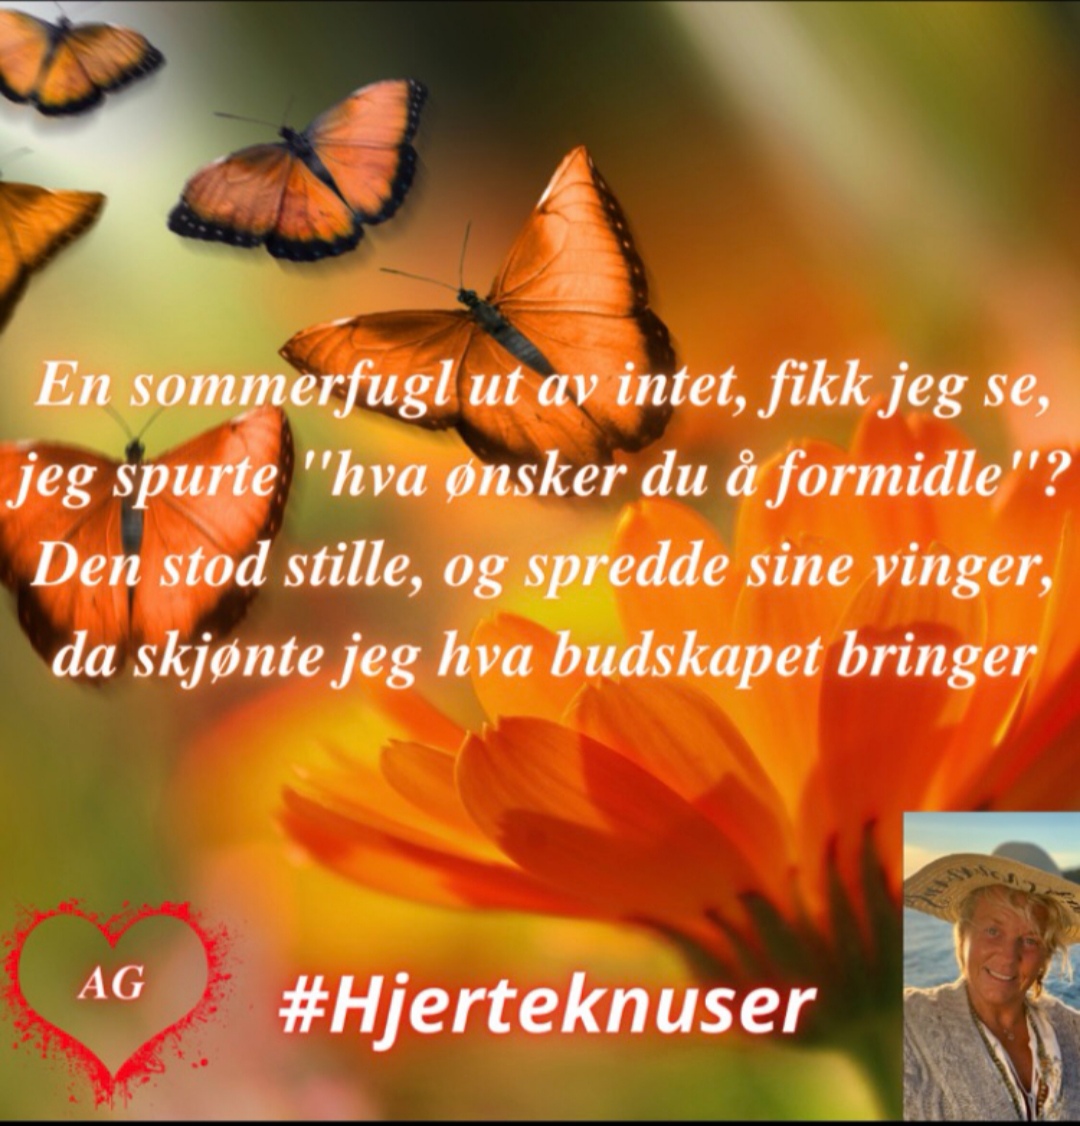 En sommerfugl ut av intet, fikk jeg se,
jeg spurte "hva ønsker du å formidle"?
Den stod stille, og spredde sine vinger,
da skjønte jeg hva budskapet bringer
AG
#Hjerteknuser